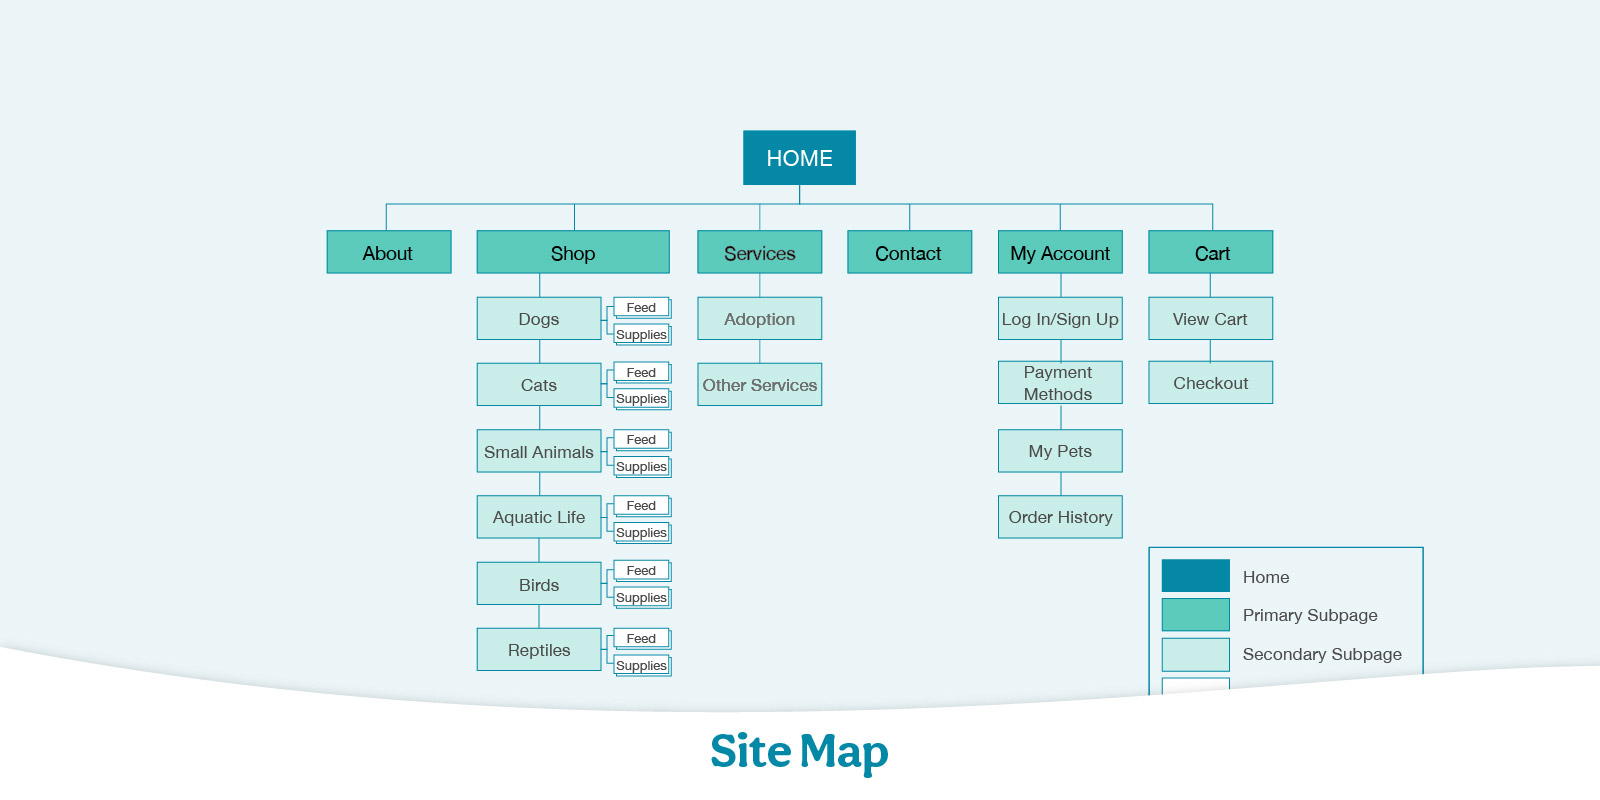 HOME
About
Shop
Services
Contact
My Account
Cart
Dogs
Feed
Supplies
Cats
Feed
Supplies
Small Animals
Feed
Supplies
Aquatic Life
Feed
Supplies
Birds
Feed
Supplies
Reptiles
Feed
Supplies
Adoption
Other Services
Log In/Sign Up
Payment
Methods
My Pets
Order History
View Cart
Checkout
Home
Primary Subpage
Secondary Subpage
Site Map